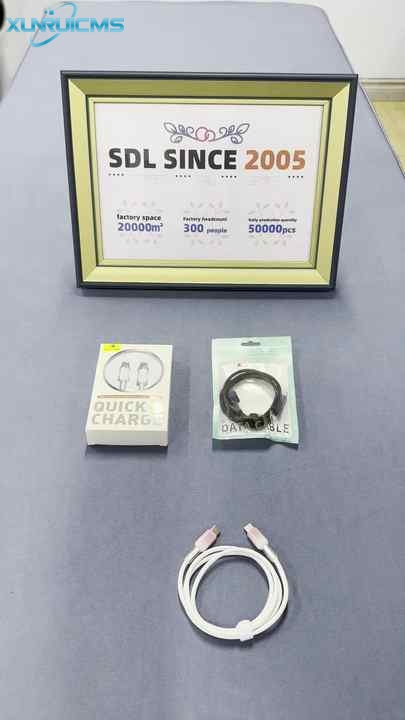 XUNRUICMS
SDL SINCE 2005
factory space
20000m²
Factory headcount
300 people
Daily production quantity
50000pcs
QUICK
CHARGE
DATA CABLE